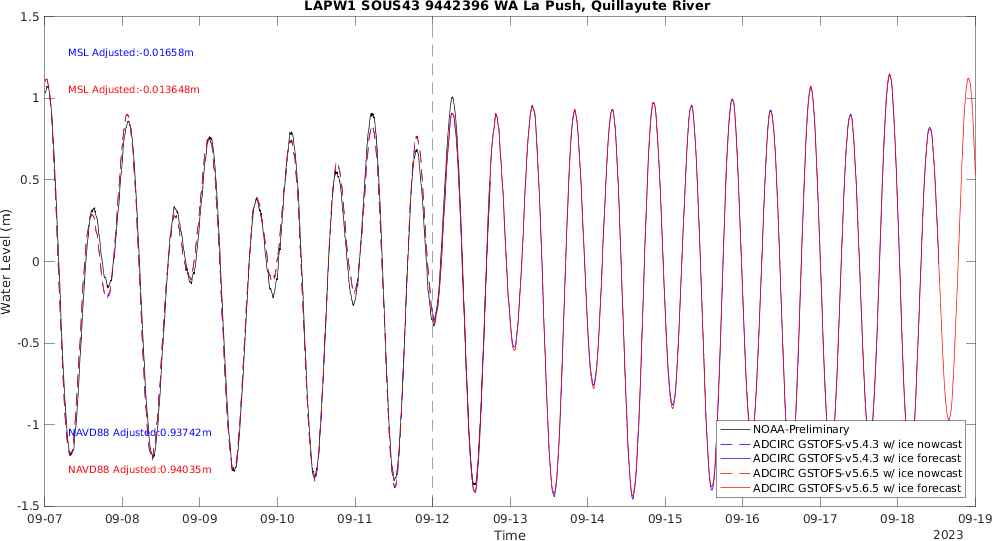 LAPW1 SOUS43 9442396 WA La Push, Quillayute River
1.5
1
0.5
0
-0.5
-1
-1.5
Water Level (m)
MSL Adjusted:-0.01658m
MSL Adjusted:-0.013648m
NAVD88 Adjusted:0.93742m
NAVD88 Adjusted:0.94035m
NOAA-Preliminary
ADCIRC GSTOFS-v5.4.3 w/ ice nowcast
ADCIRC GSTOFS-v5.4.3 w/ ice forecast
ADCIRC GSTOFS-v5.6.5 w/ ice nowcast
ADCIRC GSTOFS-v5.6.5 w/ ice forecast
09-07 09-08 09-09 09-10 09-11 09-12 09-13 09-14 09-15 09-16 09-17 09-18 09-19
Time
2023